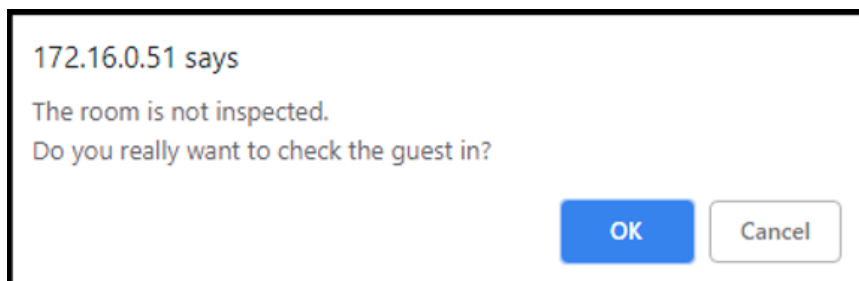 172.16.0.51 says
The room is not inspected.
Do you really want to check the guest in?
OK Cancel